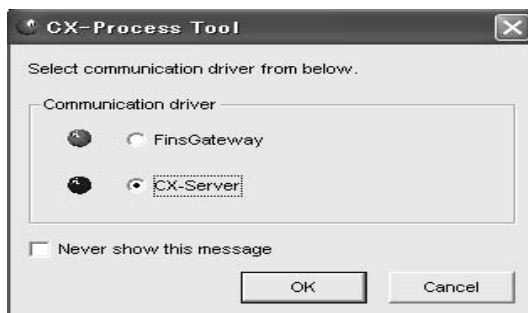 CX-Process Tool
Select communication driver from below.
Communication driver
FinsGateway
CX-Server
Never show this message
OK Cancel